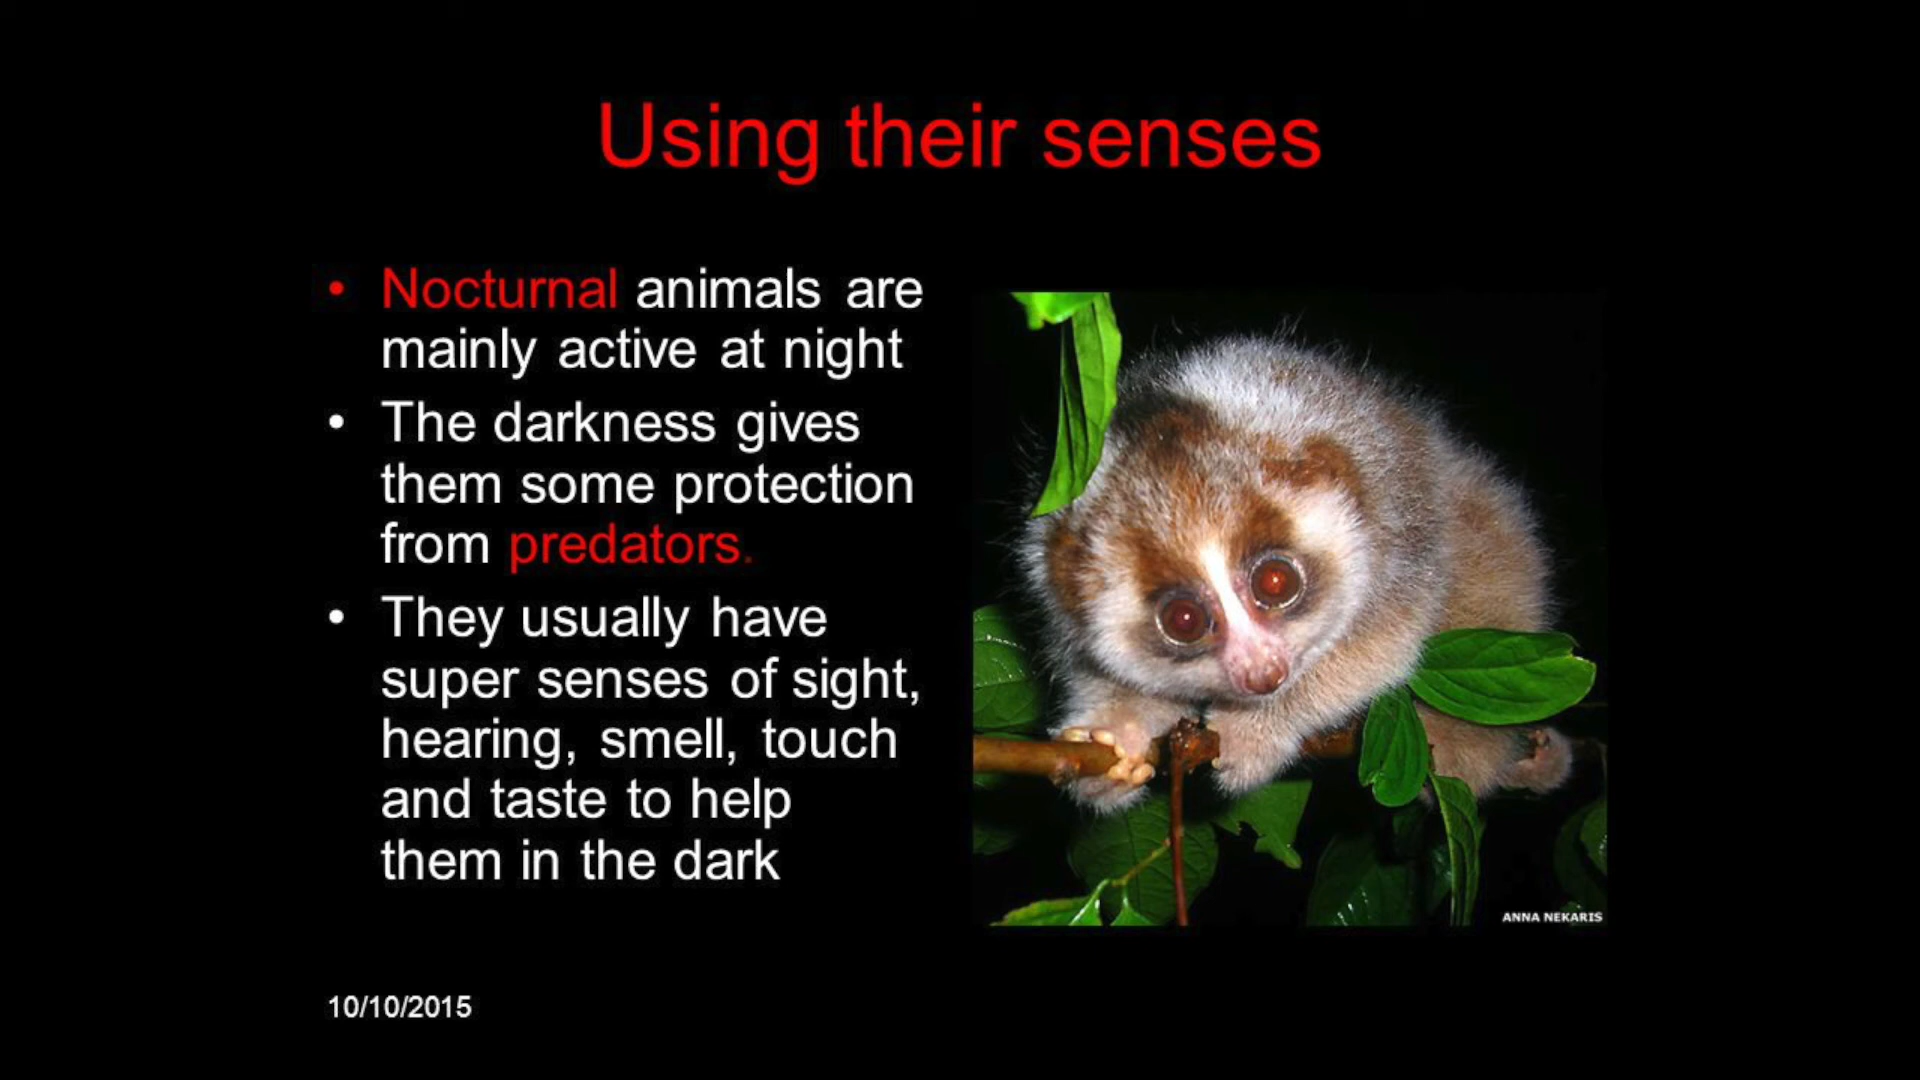 Using their senses
• Nocturnal animals are
mainly active at night
• The darkness gives
them some protection
from predators.
• They usually have
super senses of sight,
hearing, smell, touch
and taste to help
them in the dark
ANNA NEKARIS
10/10/2015